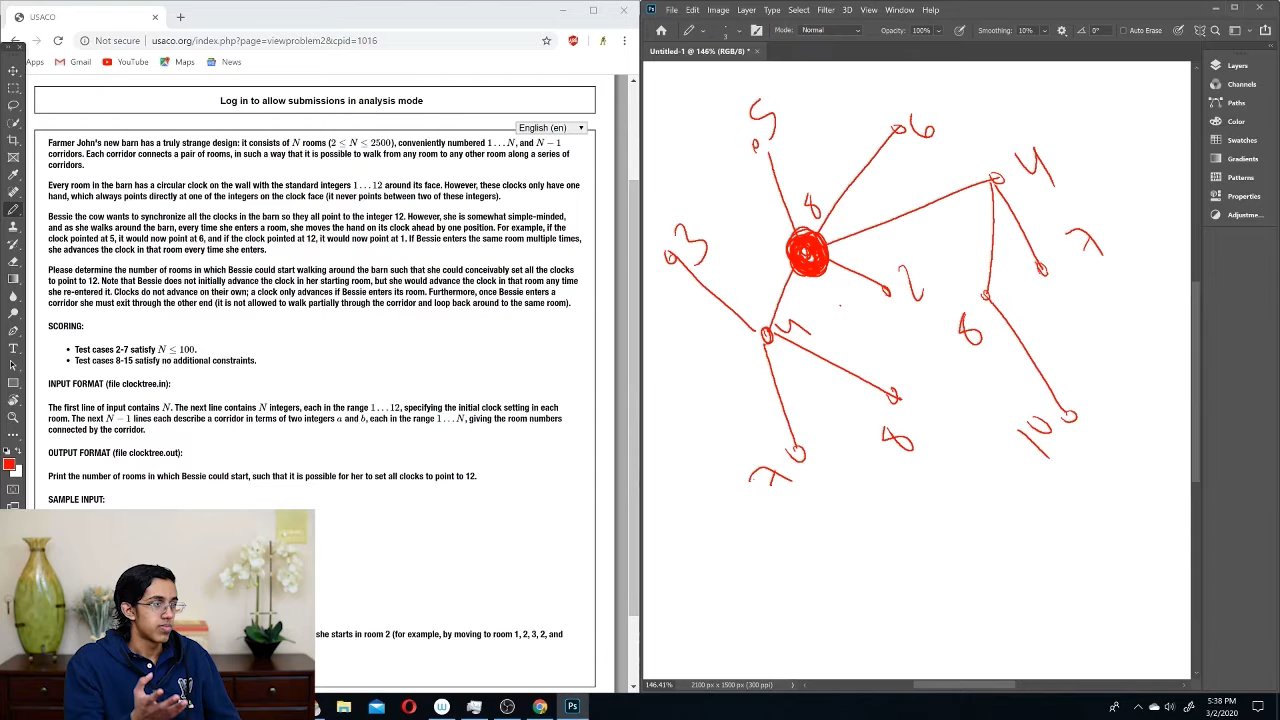 USACO
Not secure | usaco.org/index.php?page=viewproblem2&cpid=1016
Apps Gmail YouTube Maps News
Log in to allow submissions in analysis mode
English (en)
Farmer John's new barn has a truly strange design: it consists of N rooms (2 ≤ N ≤ 2500), conveniently numbered 1…N, and N − 1
corridors. Each corridor connects a pair of rooms, in such a way that it is possible to walk from any room to any other room along a series of
corridors.
Every room in the barn has a circular clock on the wall with the standard integers 1…12 around its face. However, these clocks only have one
hand, which always points directly at one of the integers on the clock face (it never points between two of these integers).
Bessie the cow wants to synchronize all the clocks in the barn so they all point to the integer 12. However, she is somewhat simple-minded,
and as she walks around the barn, every time she enters a room, she moves the hand on its clock ahead by one position. For example, if the
clock pointed at 5, it would now point at 6, and if the clock pointed at 12, it would now point at 1. If Bessie enters the same room multiple times,
she advances the clock in that room every time she enters.
Please determine the number of rooms in which Bessie could start walking around the barn such that she could conceivably set all the clocks
to point to 12. Note that Bessie does not initially advance the clock in her starting room, but she would advance the clock in that room any time
she re-entered it. Clocks do not advance on their own; a clock only advances if Bessie enters its room. Furthermore, once Bessie enters a
corridor she must exit through the other end (it is not allowed to walk partially through the corridor and loop back around to the same room).
SCORING:
Test cases 2-7 satisfy N ≤ 100.
Test cases 8-15 satisfy no additional constraints.
INPUT FORMAT (file clocktree.in):
The first line of input contains N. The next line contains N integers, each in the range 1…12, specifying the initial clock setting in each
room. The next N − 1 lines each describe a corridor in terms of two integers a and b, each in the range 1…N, giving the room numbers
connected by the corridor.
OUTPUT FORMAT (file clocktree.out):
Print the number of rooms in which Bessie could start, such that it is possible for her to set all clocks to point to 12.
SAMPLE INPUT:
she starts in room 2 (for example, by moving to room 1, 2, 3, 2, and
File Edit Image Layer Type Select Filter 3D View Window Help
Mode: Normal Opacity: 100% Smoothing: 10% 0° Auto Erase
Untitled-1 @ 146% (RGB/8) * ×
5
6
4
8
3
7
2
4
8
10
8
7
Layers
Channels
Paths
Color
Swatches
Gradients
Patterns
Properties
Adjustme...
146.41% 2100 px x 1500 px (300 ppi)
5:38 PM
3/2/2020